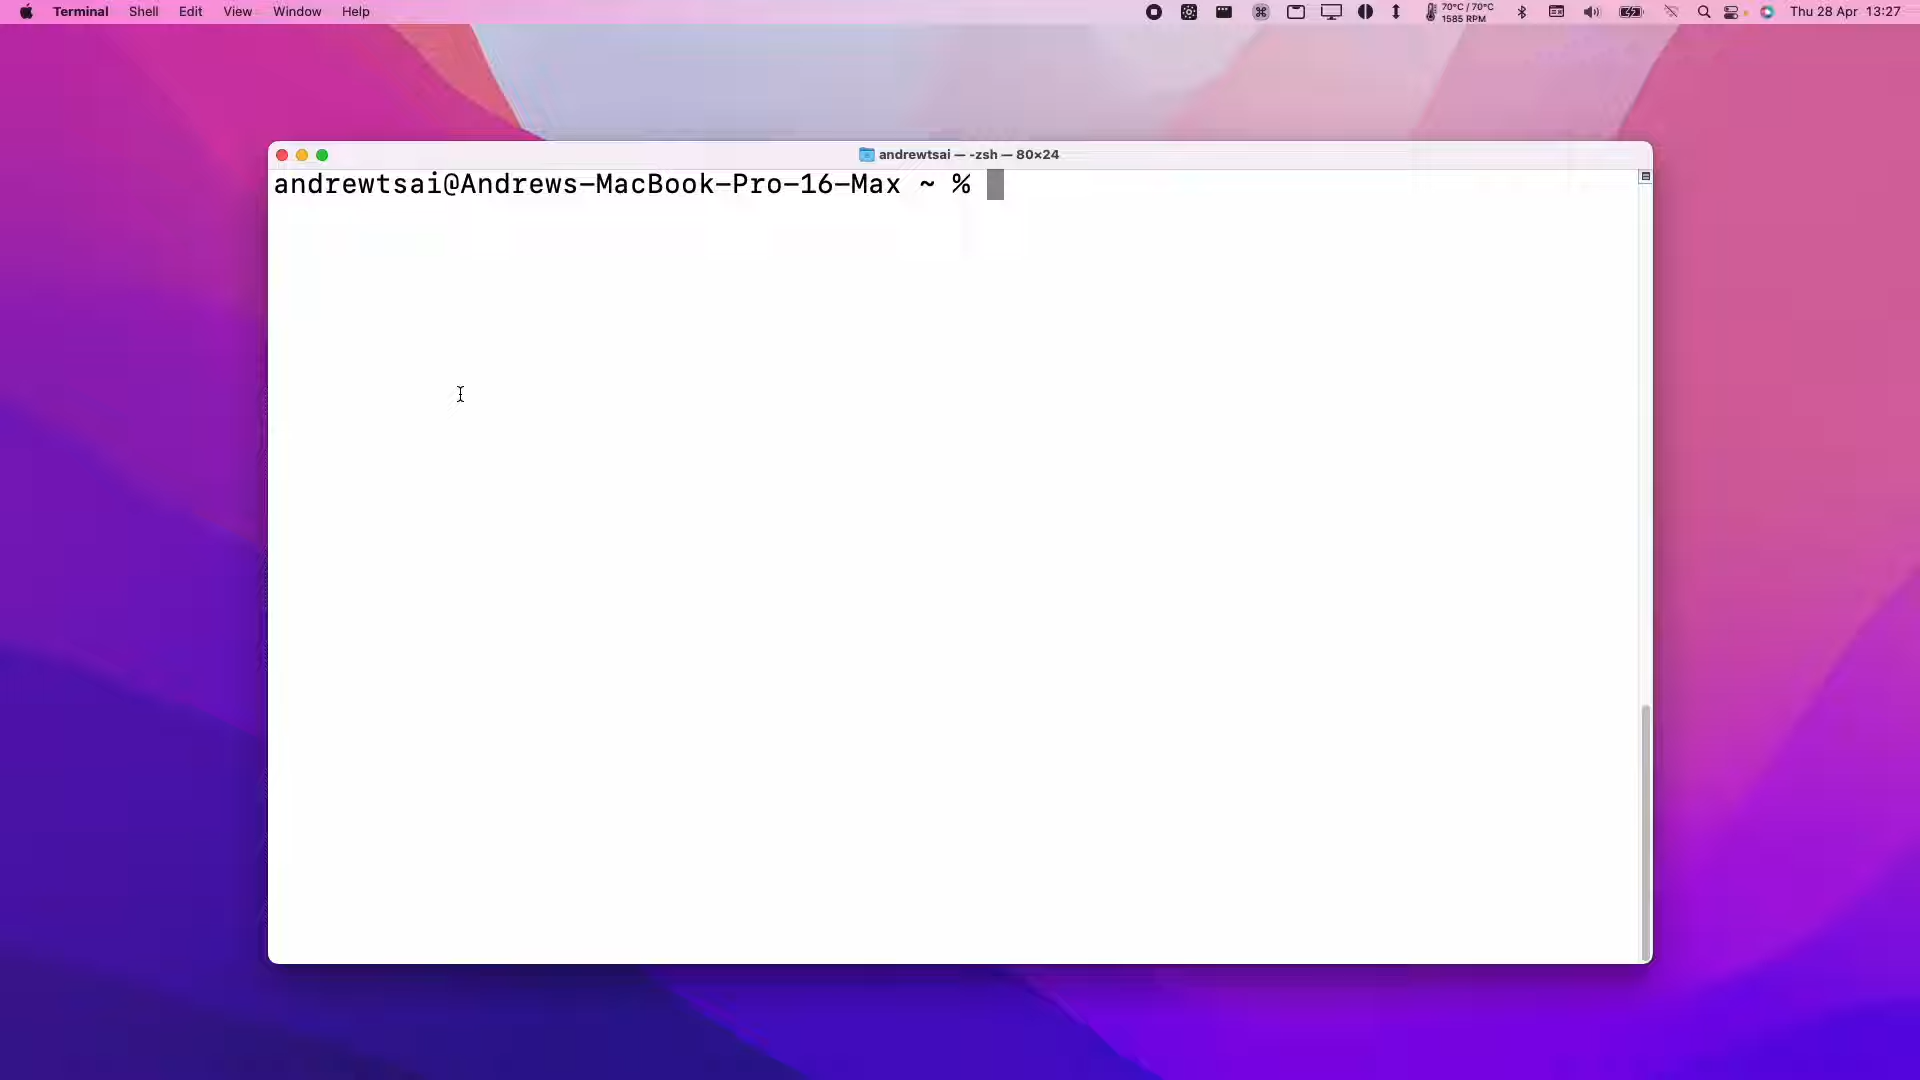 Terminal Shell Edit View Window Help 70°C / 70°C Thu 28 Apr 13:27
1585 RPM
andrewtsai — -zsh — 80×24
andrewtsai@Andrews-MacBook-Pro-16-Max ~ %